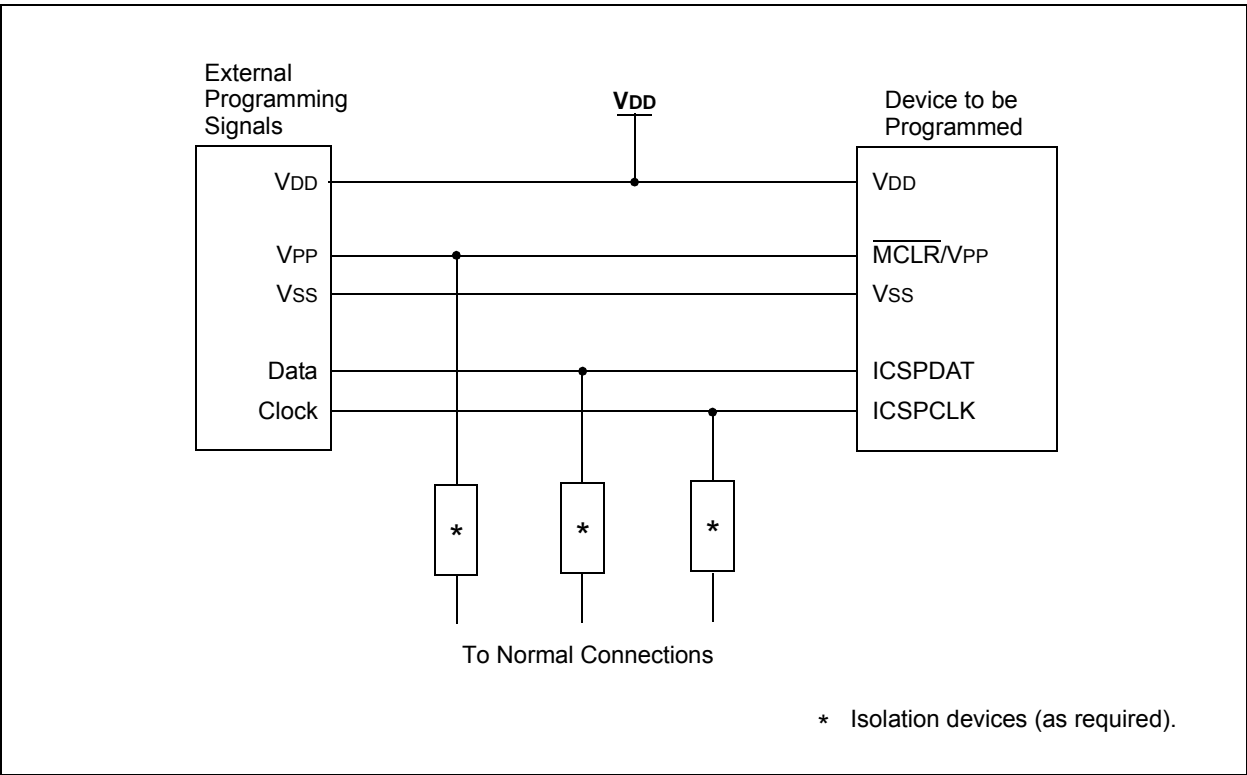 External
Programming
Signals
VDD
Device to be
Programmed
VDD
VDD
VPP
MCLR/VPP
VSS
VSS
Data
ICSPDAT
Clock
ICSPCLK
* * *
To Normal Connections
* Isolation devices (as required).